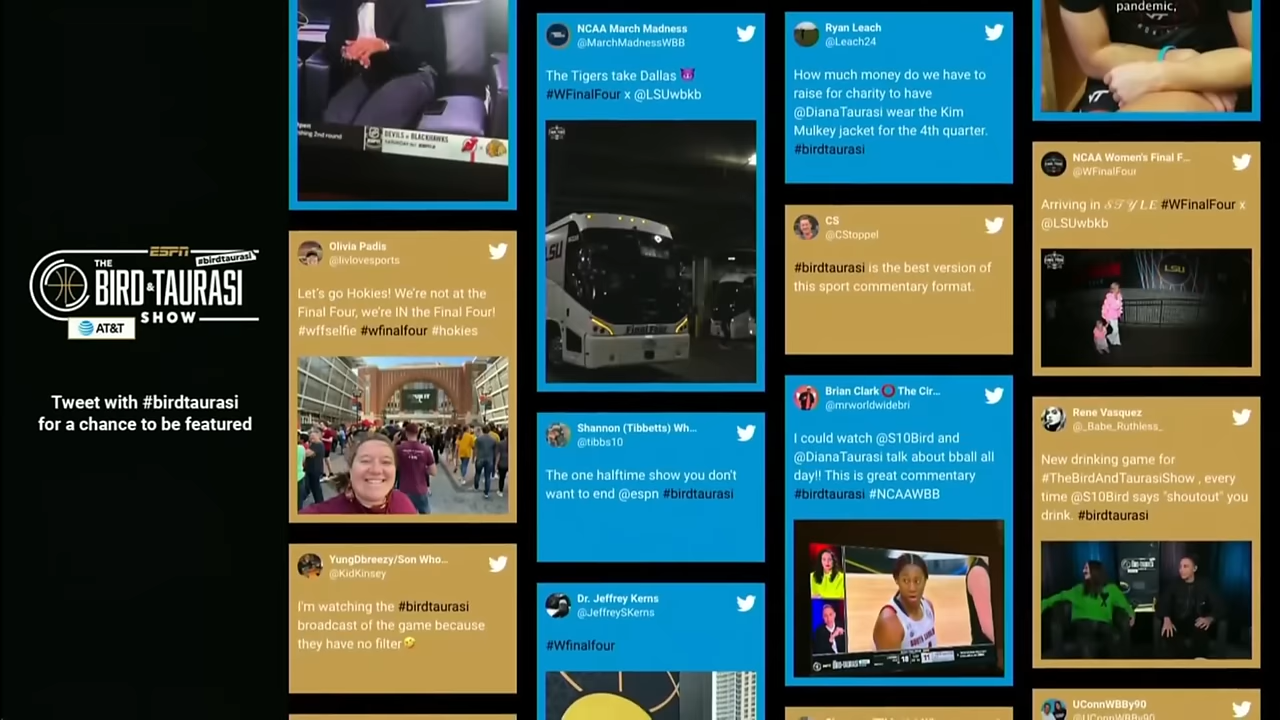 ESPN
#birdtaurasi
THE
BIRD & TAURASI
SHOW
AT&T
Tweet with #birdtaurasi
for a chance to be featured
DEVILS
BLACKHAWKS
Olivia Padis
@livlovesports
Let's go Hokies! We're not at the
Final Four, we're IN the Final Four!
#wffselfie #wfinalfour #hokies
YungDbreezy/Son Who...
@KidKinsey
I'm watching the #birdtaurasi
broadcast of the game because
they have no filter🤣
NCAA March Madness
@MarchMadnessWBB
The Tigers take Dallas 😈
#WFinalFour x @LSUwbkb
LSU
Final Four
Shannon (Tibbetts) Wh...
@tibbs10
The one halftime show you don't
want to end @espn #birdtaurasi
Dr. Jeffrey Kerns
@JeffreySKerns
#Wfinalfour
Ryan Leach
@Leach24
How much money do we have to
raise for charity to have
@DianaTaurasi wear the Kim
Mulkey jacket for the 4th quarter.
#birdtaurasi
CS
@CStoppel
#birdtaurasi is the best version of
this sport commentary format.
Brian Clark ⭕ The Cir...
@mrworldwidebri
I could watch @S10Bird and
@DianaTaurasi talk about bball all
day!! This is great commentary
#birdtaurasi #NCAAWBB
pandemic,
NCAA Women's Final F...
@WFinalFour
Arriving in 𝒮𝒯𝒴𝐿𝐸 #WFinalFour x
@LSUwbkb
LSU
Rene Vasquez
@_Babe_Ruthless_
New drinking game for
#TheBirdAndTaurasiShow , every
time @S10Bird says "shoutout" you
drink. #birdtaurasi
UConnWBBy90
@UConnWBBy90